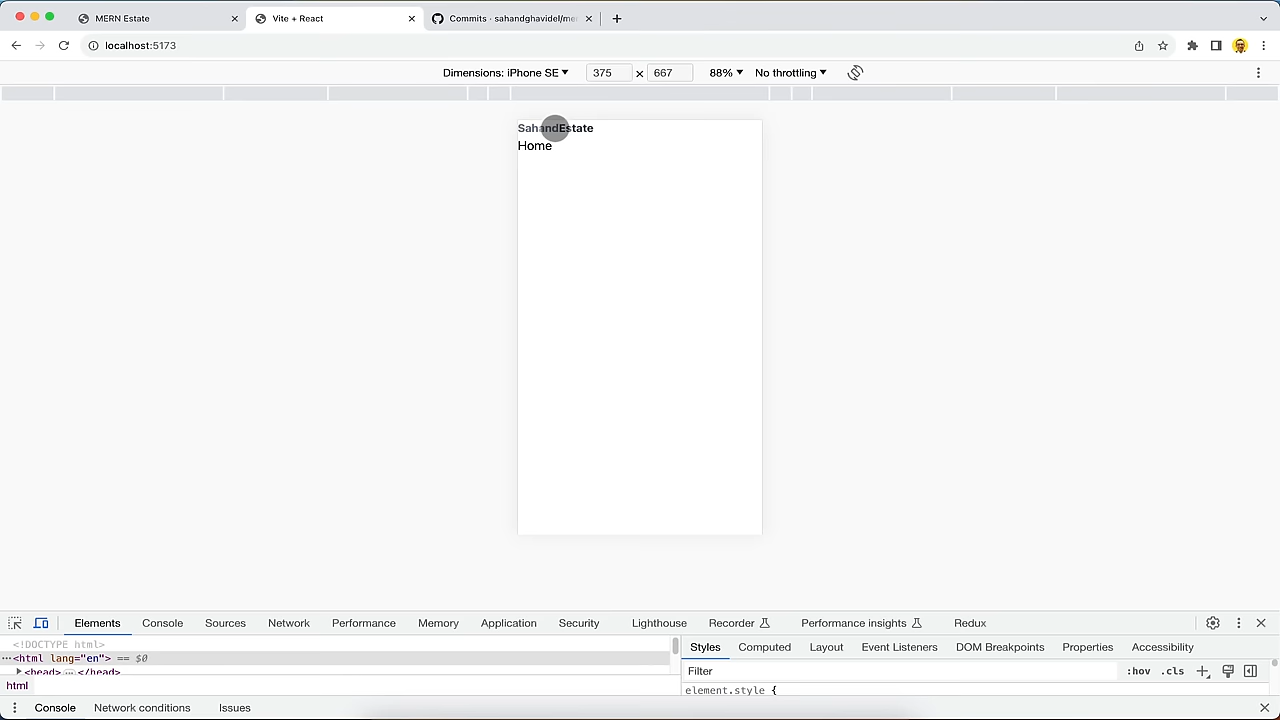 MERN Estate
Vite + React
Commits · sahandghavidel/me
localhost:5173
Dimensions: iPhone SE 375 × 667 88% No throttling
SahandEstate
Home
Elements Console Sources Network Performance Memory Application Security Lighthouse Recorder Performance insights Redux
<!DOCTYPE html>
<html lang="en"> == $0
<head> … </head>
html
Styles Computed Layout Event Listeners DOM Breakpoints Properties Accessibility
Filter :hov .cls
element.style {
Console Network conditions Issues